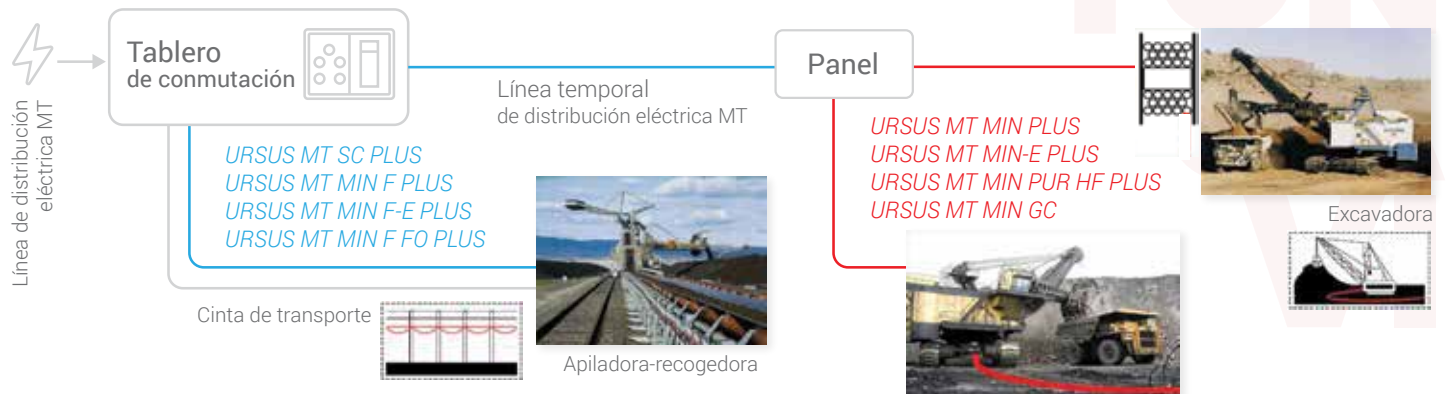 Línea de distribución
eléctrica MT
Tablero
de conmutación
Línea temporal
de distribución eléctrica MT
Panel
URSUS MT SC PLUS
URSUS MT MIN F PLUS
URSUS MT MIN F-E PLUS
URSUS MT MIN F FO PLUS
URSUS MT MIN PLUS
URSUS MT MIN-E PLUS
URSUS MT MIN PUR HF PLUS
URSUS MT MIN GC
Excavadora
Cinta de transporte
Apiladora-recogedora